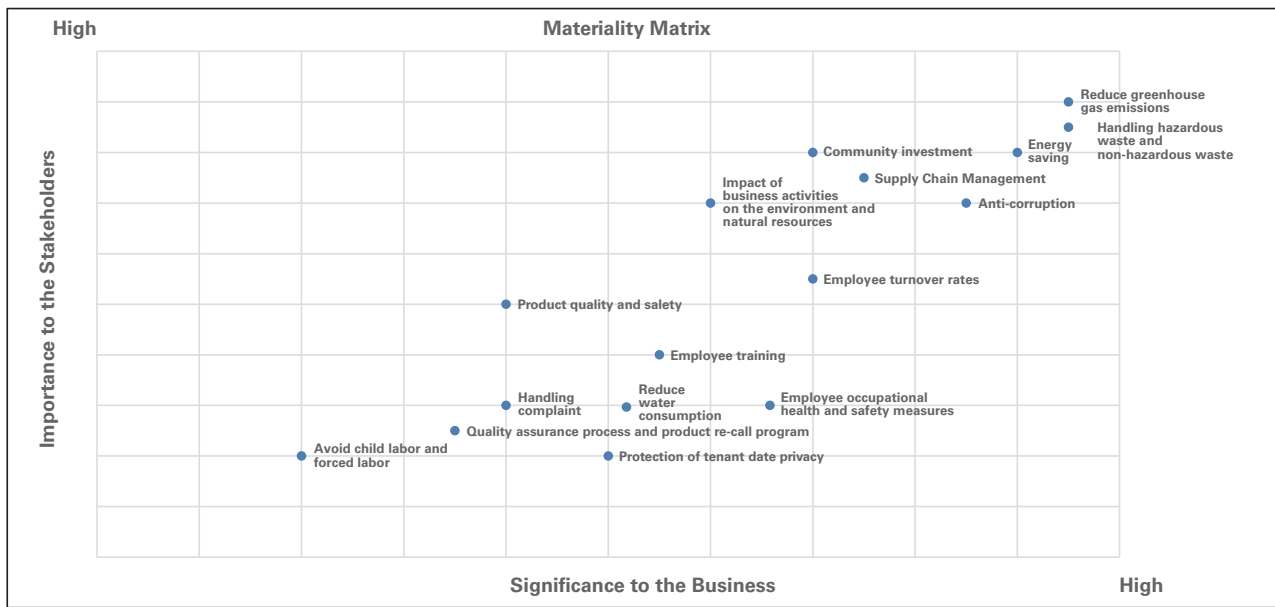 High
Materiality Matrix
Reduce greenhouse
gas emissions
Handling hazardous
waste and
non-hazardous waste
Community investment
Energy
saving
Supply Chain Management
Impact of
business activities
on the environment and
natural resources
Anti-corruption
Employee turnover rates
Product quality and salety
Employee training
Handling
complaint
Reduce
water
consumption
Employee occupational
health and safety measures
Quality assurance process and product re-call program
Avoid child labor and
forced labor
Protection of tenant date privacy
Importance to the Stakeholders
Significance to the Business
High